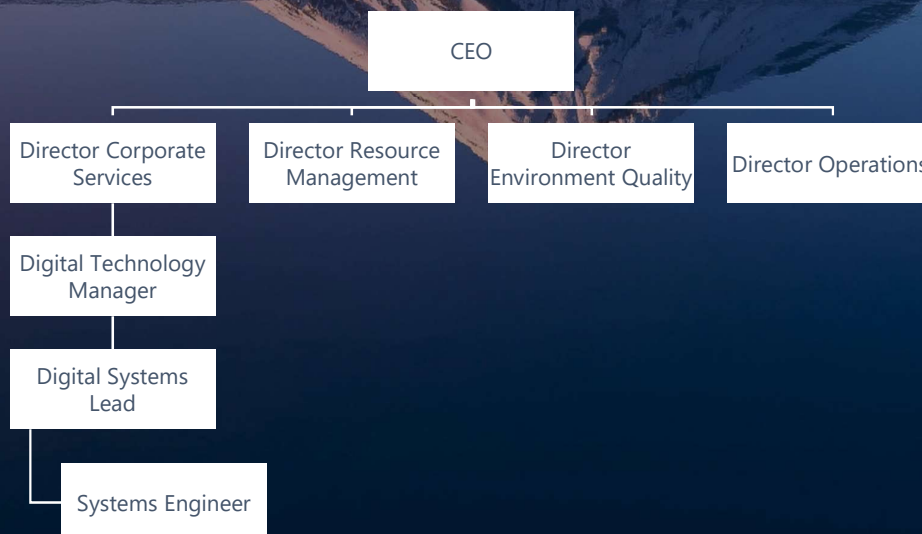 CEO
Director Corporate
Services
Director Resource
Management
Director
Environment Quality
Director Operations
Digital Technology
Manager
Digital Systems
Lead
Systems Engineer